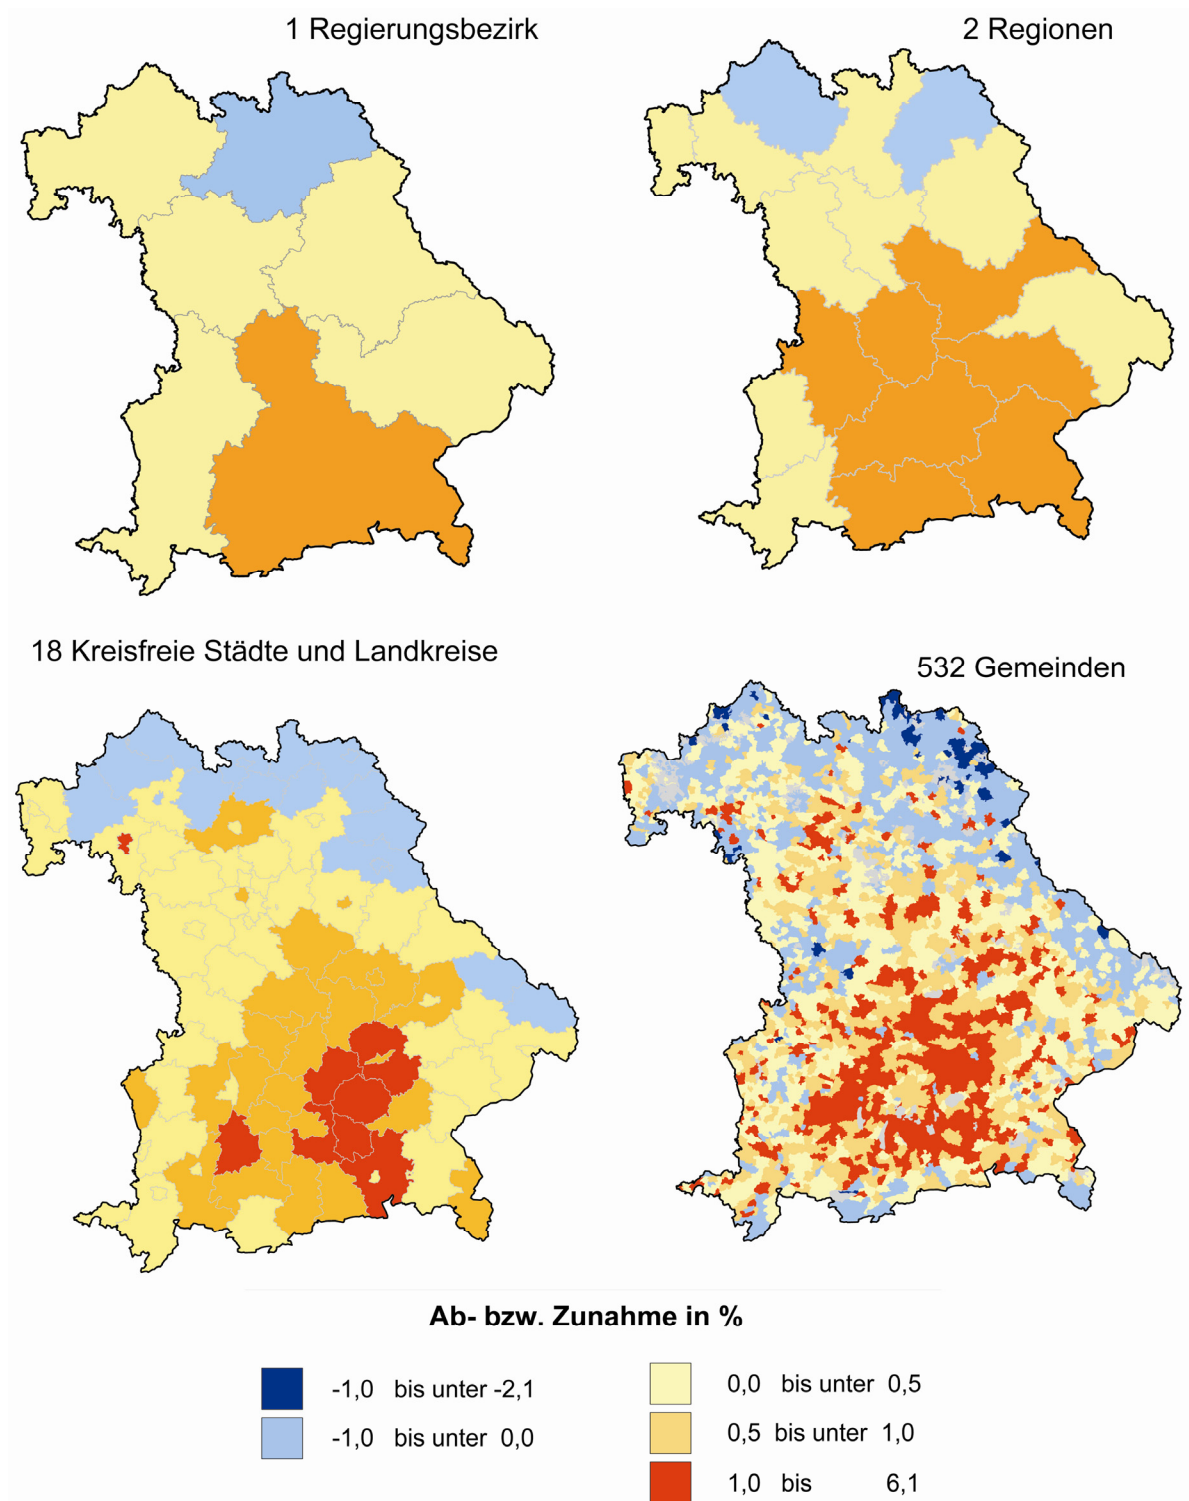 1 Regierungsbezirk
2 Regionen
18 Kreisfreie Städte und Landkreise
532 Gemeinden
Ab- bzw. Zunahme in %
-1,0 bis unter -2,1
-1,0 bis unter 0,0
0,0 bis unter 0,5
0,5 bis unter 1,0
1,0 bis 6,1